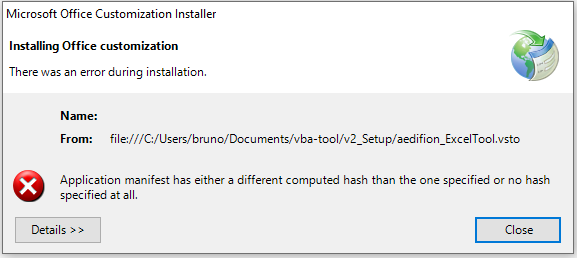 Microsoft Office Customization Installer
Installing Office customization
There was an error during installation.
Name:
From: file:///C:/Users/bruno/Documents/vba-tool/v2_Setup/aedifion_ExcelTool.vsto
Application manifest has either a different computed hash than the one specified or no hash
specified at all.
Details >>
Close